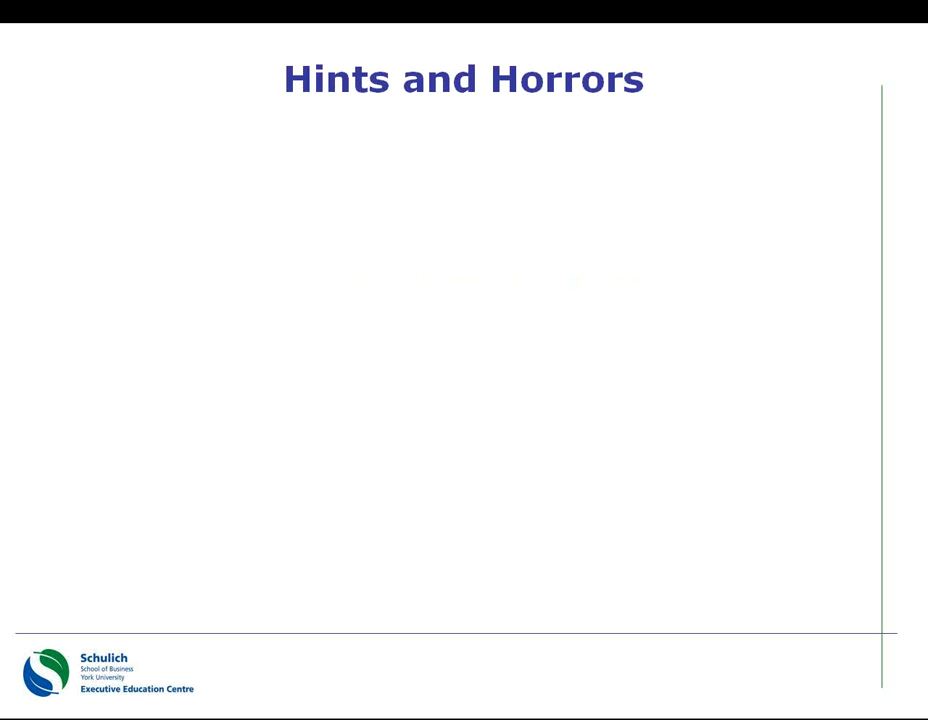 Hints and Horrors
Schulich
School of Business
York University
Executive Education Centre